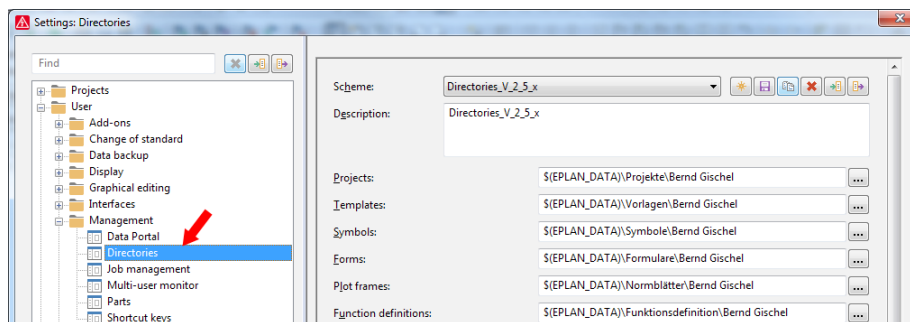 Settings: Directories
Find
Projects
User
Add-ons
Change of standard
Data backup
Display
Graphical editing
Interfaces
Management
Data Portal
Directories
Job management
Multi-user monitor
Parts
Shortcut keys
Scheme: Directories_V_2_5_x
Description: Directories_V_2_5_x
Projects: $(EPLAN_DATA)\Projekte\Bernd Gischel ...
Templates: $(EPLAN_DATA)\Vorlagen\Bernd Gischel ...
Symbols: $(EPLAN_DATA)\Symbole\Bernd Gischel ...
Forms: $(EPLAN_DATA)\Formulare\Bernd Gischel ...
Plot frames: $(EPLAN_DATA)\Normblätter\Bernd Gischel ...
Function definitions: $(EPLAN_DATA)\Funktionsdefinition\Bernd Gischel ...